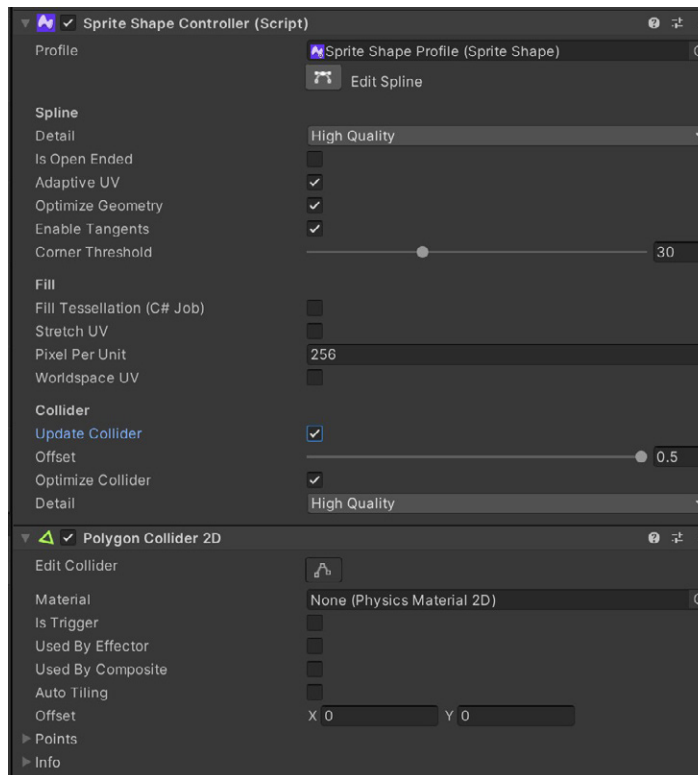 Sprite Shape Controller (Script)
Profile Sprite Shape Profile (Sprite Shape)
Edit Spline
Spline
Detail High Quality
Is Open Ended
Adaptive UV
Optimize Geometry
Enable Tangents
Corner Threshold 30
Fill
Fill Tessellation (C# Job)
Stretch UV
Pixel Per Unit 256
Worldspace UV
Collider
Update Collider
Offset 0.5
Optimize Collider
Detail High Quality
Polygon Collider 2D
Edit Collider
Material None (Physics Material 2D)
Is Trigger
Used By Effector
Used By Composite
Auto Tiling
Offset X 0 Y 0
Points
Info